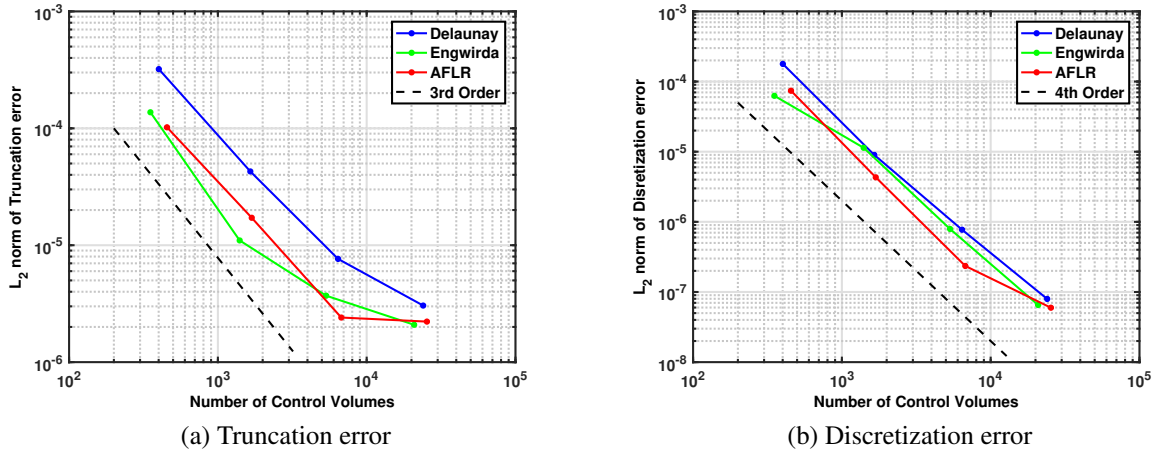 10^-3
10^-4
10^-5
10^-6
10^2
10^3
10^4
10^5
L_2 norm of Truncation error
Number of Control Volumes
Delaunay
Engwirda
AFLR
3rd Order
(a) Truncation error
10^-3
10^-4
10^-5
10^-6
10^-7
10^-8
10^2
10^3
10^4
10^5
L_2 norm of Disretization error
Number of Control Volumes
Delaunay
Engwirda
AFLR
4th Order
(b) Discretization error